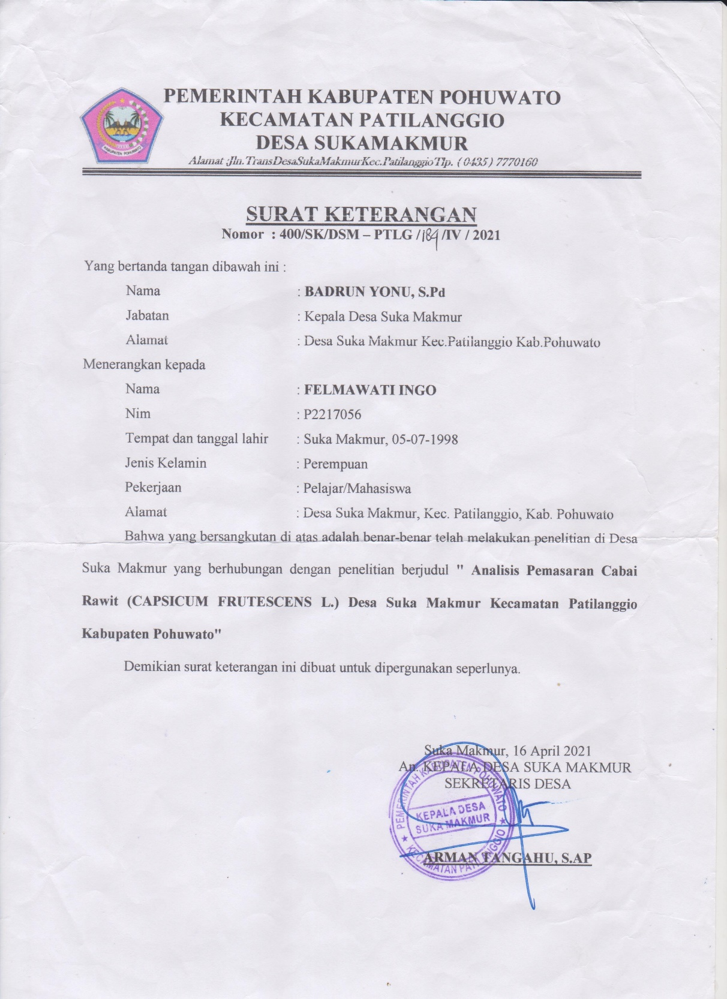 PEMERINTAH KABUPATEN POHUWATO
KECAMATAN PATILANGGIO
DESA SUKAMAKMUR
KABUPATEN POHUWATO
Alamat :Jln. TransDesaSukaMakmurKec.PatilanggioTlp. ( 0435 ) 7770160
SURAT KETERANGAN
Nomor : 400/SK/DSM – PTLG /189/IV / 2021
Yang bertanda tangan dibawah ini :
Nama : BADRUN YONU, S.Pd
Jabatan : Kepala Desa Suka Makmur
Alamat : Desa Suka Makmur Kec.Patilanggio Kab.Pohuwato
Menerangkan kepada
Nama : FELMAWATI INGO
Nim : P2217056
Tempat dan tanggal lahir : Suka Makmur, 05-07-1998
Jenis Kelamin : Perempuan
Pekerjaan : Pelajar/Mahasiswa
Alamat : Desa Suka Makmur, Kec. Patilanggio, Kab. Pohuwato
Bahwa yang bersangkutan di atas adalah benar-benar telah melakukan penelitian di Desa
Suka Makmur yang berhubungan dengan penelitian berjudul " Analisis Pemasaran Cabai
Rawit (CAPSICUM FRUTESCENS L.) Desa Suka Makmur Kecamatan Patilanggio
Kabupaten Pohuwato"
Demikian surat keterangan ini dibuat untuk dipergunakan seperlunya.
Suka Makmur, 16 April 2021
An. KEPALA DESA SUKA MAKMUR
SEKRETARIS DESA
PEMERINTAH KABUPATEN POHUWATO
KEPALA DESA
SUKA MAKMUR
★ KECAMATAN PATILANGGIO ★
ARMAN TANGAHU, S.AP